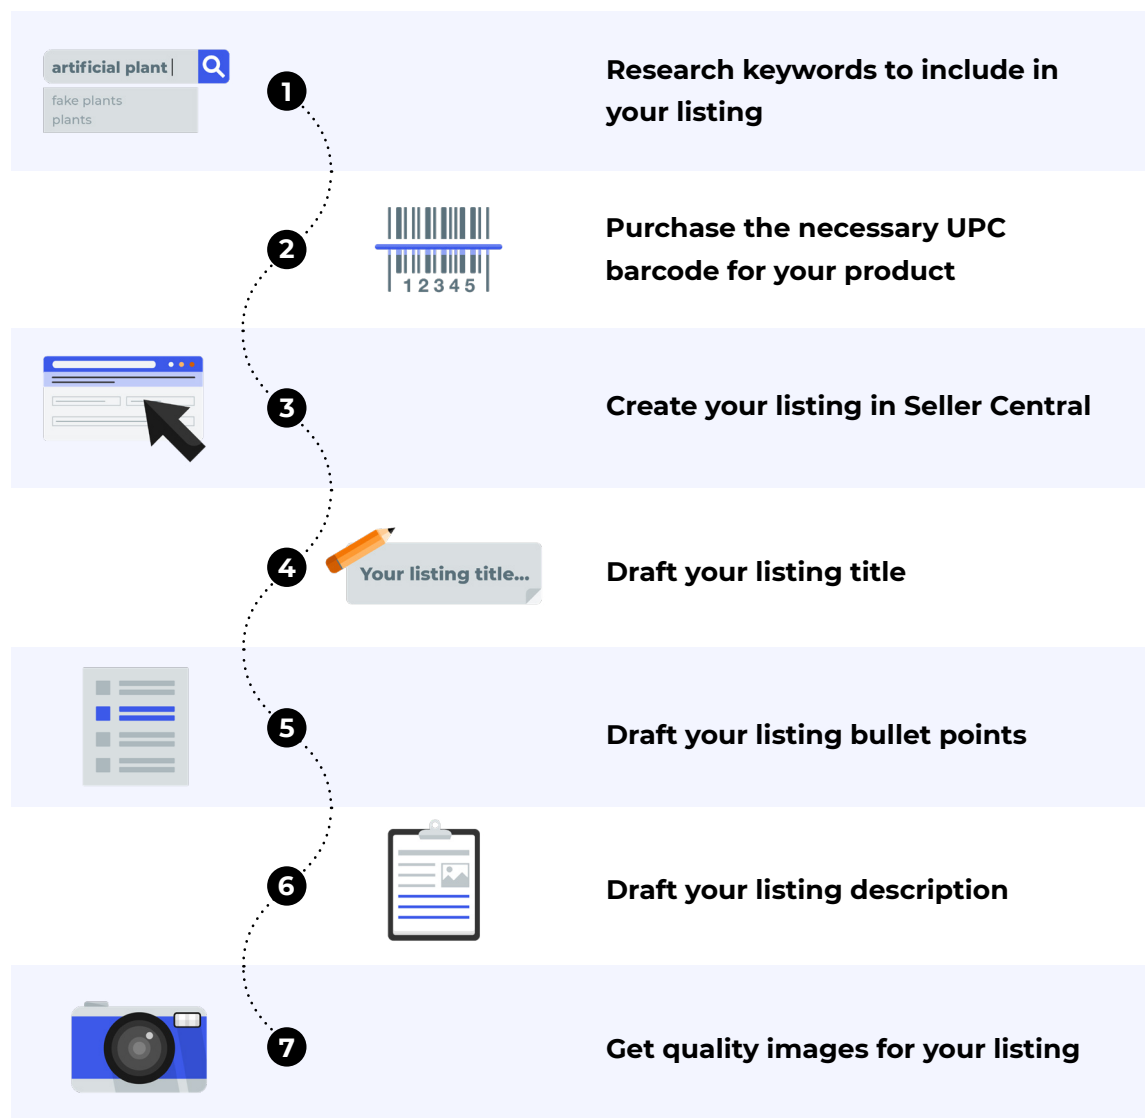 artificial plant
fake plants
plants
1
Research keywords to include in
your listing
2
12345
Purchase the necessary UPC
barcode for your product
3
Create your listing in Seller Central
4
Your listing title...
Draft your listing title
5
Draft your listing bullet points
6
Draft your listing description
7
Get quality images for your listing